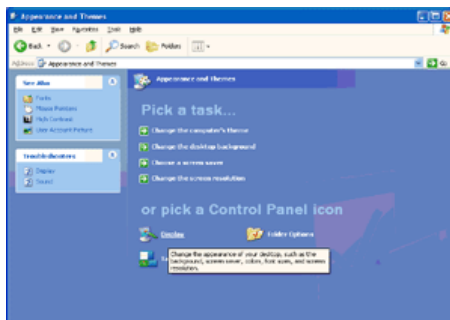 Appearance and Themes
File Edit View Favorites Tools Help
Back Search Folders
Address Appearance and Themes Go
See Also
Fonts
Mouse Pointers
High Contrast
User Account Picture
Troubleshooters
Display
Sound
Appearance and Themes
Pick a task...
Change the computer's theme
Change the desktop background
Choose a screen saver
Change the screen resolution
or pick a Control Panel icon
Display Folder Options
Change the appearance of your desktop, such as the
background, screen saver, colors, font sizes, and screen
resolution.